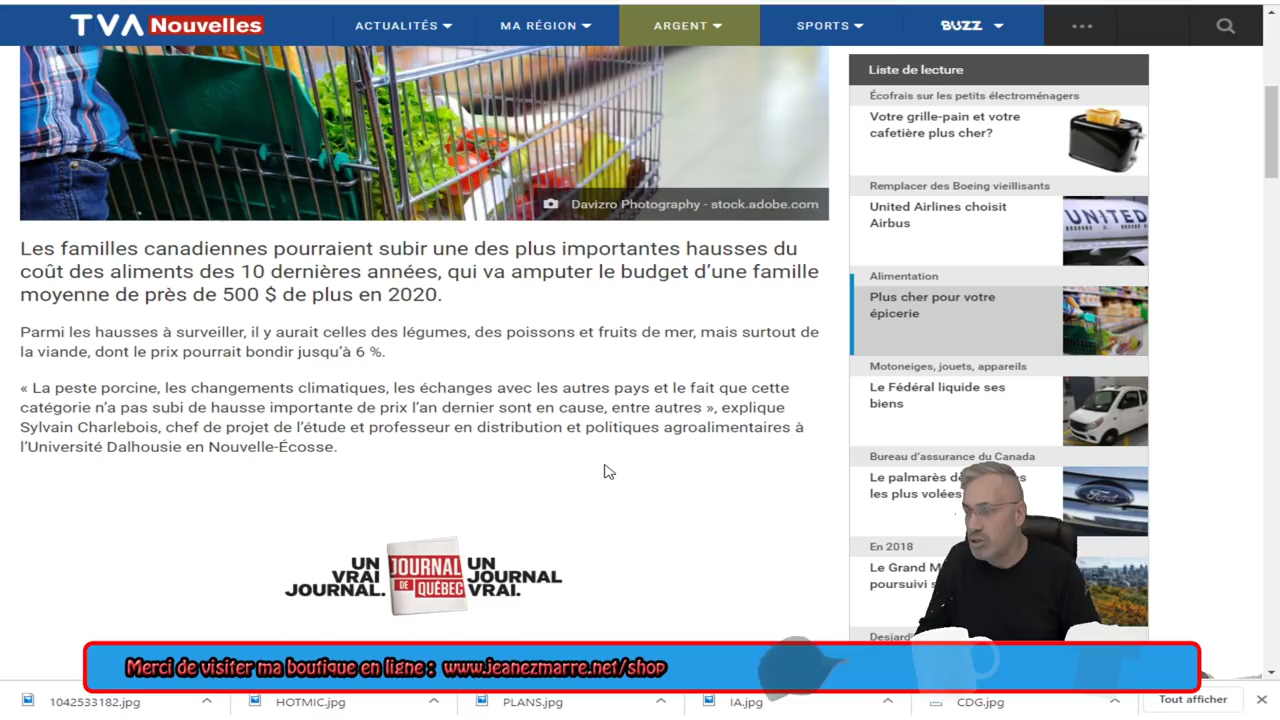 TVA Nouvelles
ACTUALITÉS
MA RÉGION
ARGENT
SPORTS
BUZZ
Davizro Photography - stock.adobe.com
Les familles canadiennes pourraient subir une des plus importantes hausses du
coût des aliments des 10 dernières années, qui va amputer le budget d’une famille
moyenne de près de 500 $ de plus en 2020.
Parmi les hausses à surveiller, il y aurait celles des légumes, des poissons et fruits de mer, mais surtout de
la viande, dont le prix pourrait bondir jusqu’à 6 %.
« La peste porcine, les changements climatiques, les échanges avec les autres pays et le fait que cette
catégorie n’a pas subi de hausse importante de prix l’an dernier sont en cause, entre autres », explique
Sylvain Charlebois, chef de projet de l’étude et professeur en distribution et politiques agroalimentaires à
l’Université Dalhousie en Nouvelle-Écosse.
UN
VRAI
JOURNAL.
JOURNAL
DE QUÉBEC
UN
JOURNAL
VRAI.
Liste de lecture
Écofrais sur les petits électroménagers
Votre grille-pain et votre
cafetière plus cher?
Remplacer des Boeing vieillissants
United Airlines choisit
Airbus
UNITED
Alimentation
Plus cher pour votre
épicerie
Motoneiges, jouets, appareils
Le Fédéral liquide ses
biens
Bureau d’assurance du Canada
Le palmarès
les plus volées
Ford
En 2018
Le Grand
poursuivi
Desjard
Merci de visiter ma boutique en ligne : www.jeanezmarre.net/shop
1042533182.jpg
HOTMIC.jpg
PLANS.jpg
IA.jpg
CDG.jpg
Tout afficher